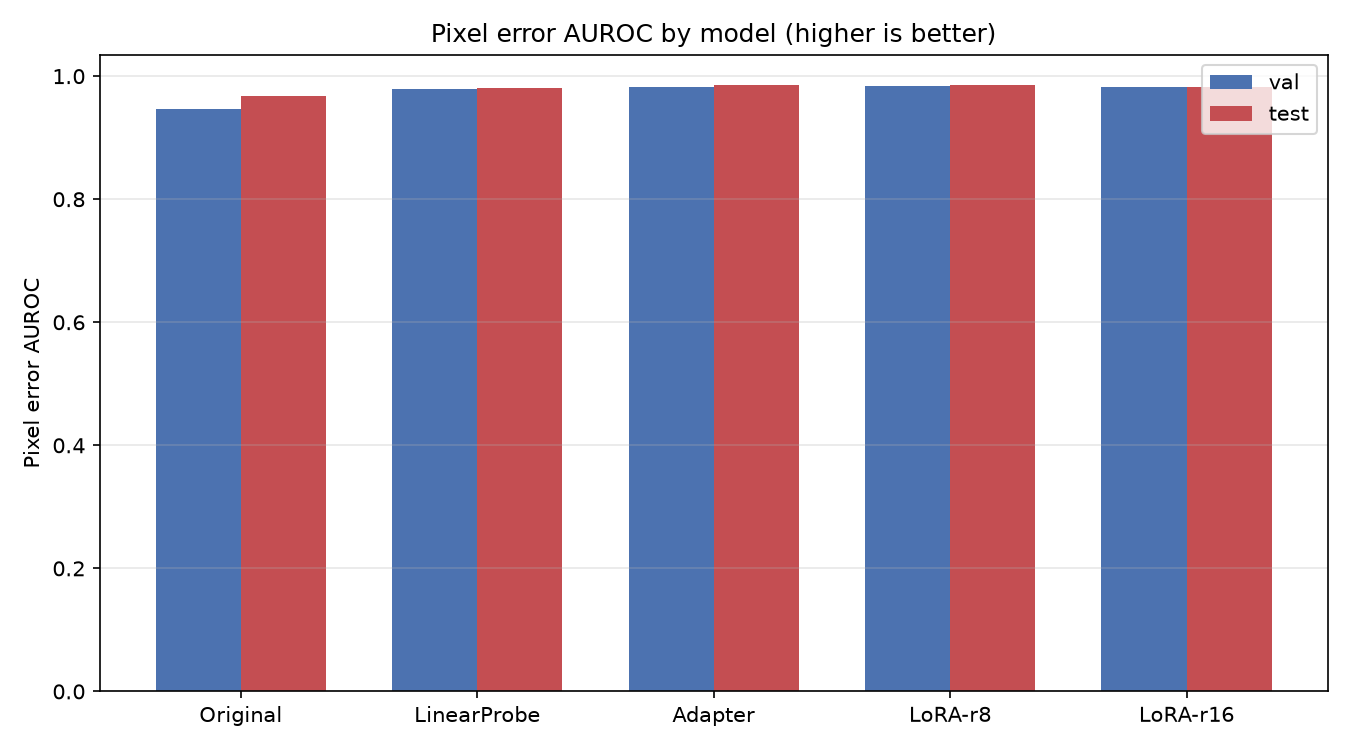 Pixel error AUROC by model (higher is better)
val
test
1.0
0.8
0.6
0.4
0.2
0.0
Pixel error AUROC
Original
LinearProbe
Adapter
LoRA-r8
LoRA-r16